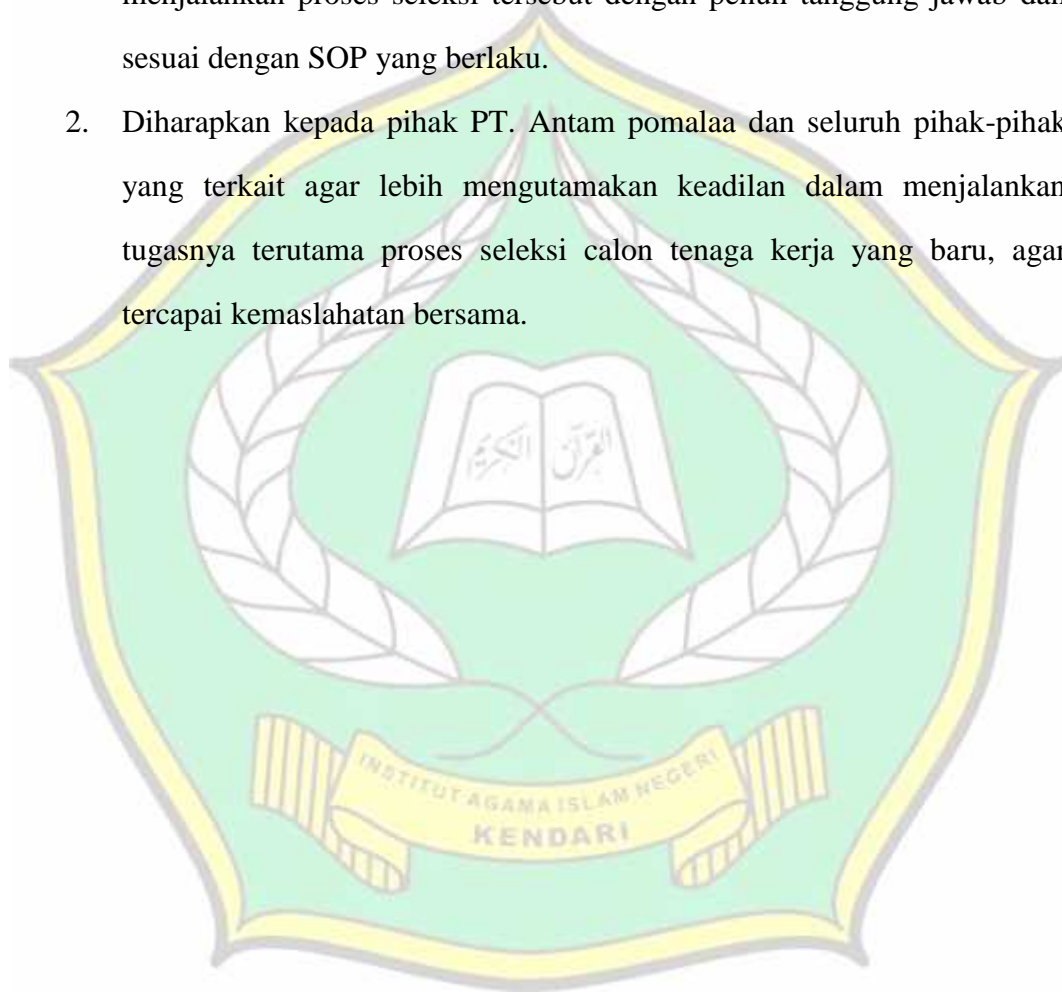 menjalankan proses seleksi tersebut dengan penuh tanggung jawab dan
sesuai dengan SOP yang berlaku.
2. Diharapkan kepada pihak PT. Antam pomalaa dan seluruh pihak-pihak
yang terkait agar lebih mengutamakan keadilan dalam menjalankan
tugasnya terutama proses seleksi calon tenaga kerja yang baru, agar
tercapai kemaslahatan bersama.
القرآن الكريم
INSTITUT AGAMA ISLAM NEGERI
KENDARI